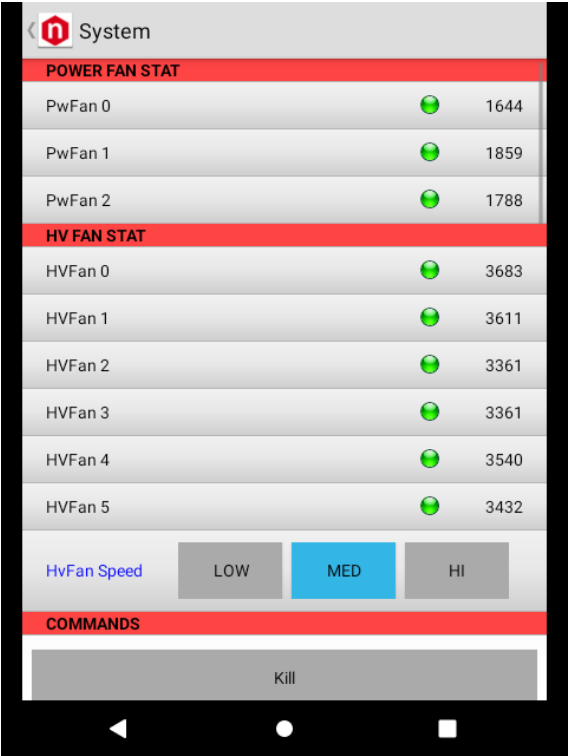 n System
POWER FAN STAT
PwFan 0 1644
PwFan 1 1859
PwFan 2 1788
HV FAN STAT
HVFan 0 3683
HVFan 1 3611
HVFan 2 3361
HVFan 3 3361
HVFan 4 3540
HVFan 5 3432
HvFan Speed LOW MED HI
COMMANDS
Kill